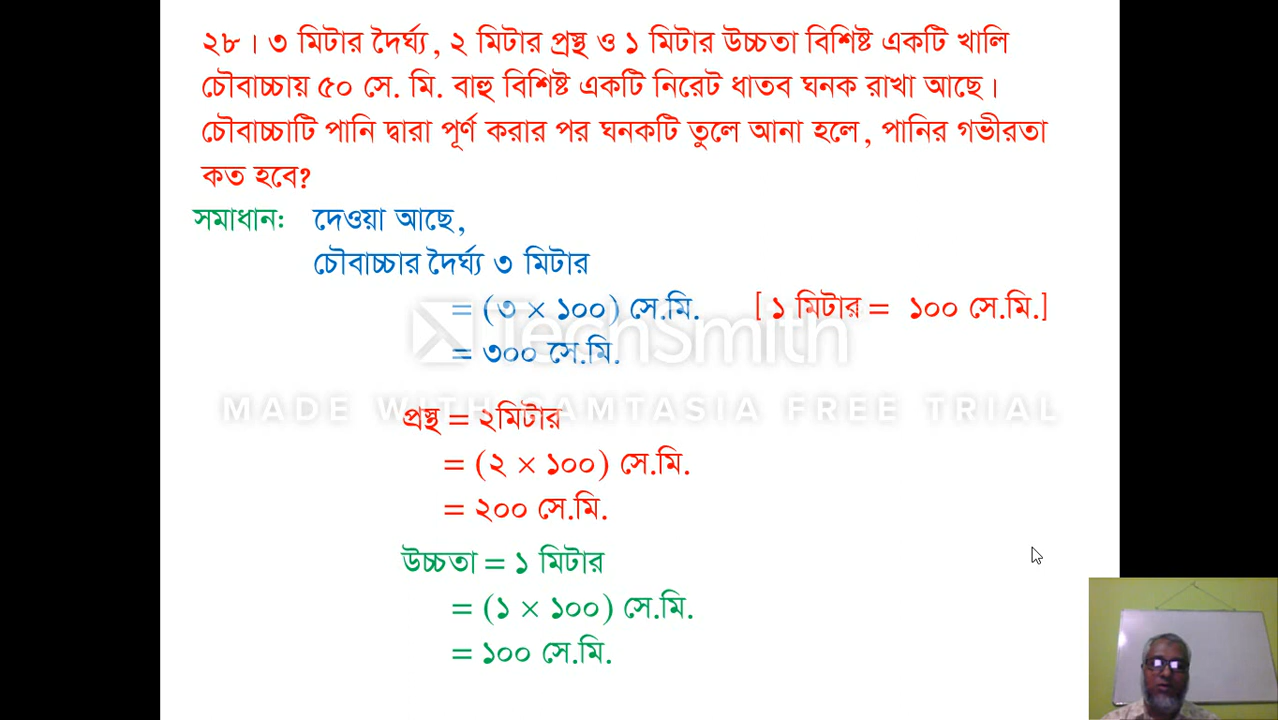 ২৮। ৩ মিটার দৈর্ঘ্য, ২ মিটার প্রস্থ ও ১ মিটার উচ্চতা বিশিষ্ট একটি খালি
চৌবাচ্চায় ৫০ সে. মি. বাহু বিশিষ্ট একটি নিরেট ধাতব ঘনক রাখা আছে।
চৌবাচ্চাটি পানি দ্বারা পূর্ণ করার পর ঘনকটি তুলে আনা হলে, পানির গভীরতা
কত হবে?
সমাধান: দেওয়া আছে,
চৌবাচ্চার দৈর্ঘ্য ৩ মিটার
= (৩ × ১০০) সে.মি. [ ১ মিটার = ১০০ সে.মি.]
= ৩০০ সে.মি.
TechSmith
MADE WITH CAMTASIA FREE TRIAL
প্রস্থ = ২মিটার
= (২ × ১০০) সে.মি.
= ২০০ সে.মি.
উচ্চতা = ১ মিটার
= (১ × ১০০) সে.মি.
= ১০০ সে.মি.